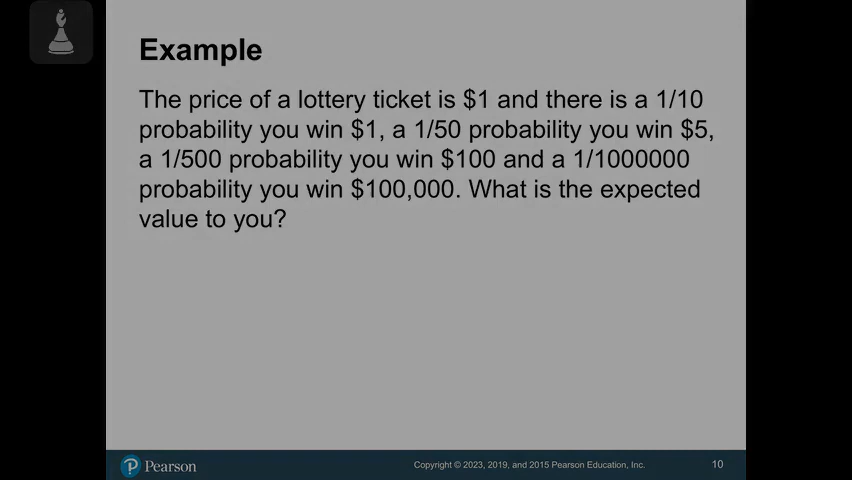 Example
The price of a lottery ticket is $1 and there is a 1/10
probability you win $1, a 1/50 probability you win $5,
a 1/500 probability you win $100 and a 1/1000000
probability you win $100,000. What is the expected
value to you?
Pearson
Copyright © 2023, 2019, and 2015 Pearson Education, Inc.
10